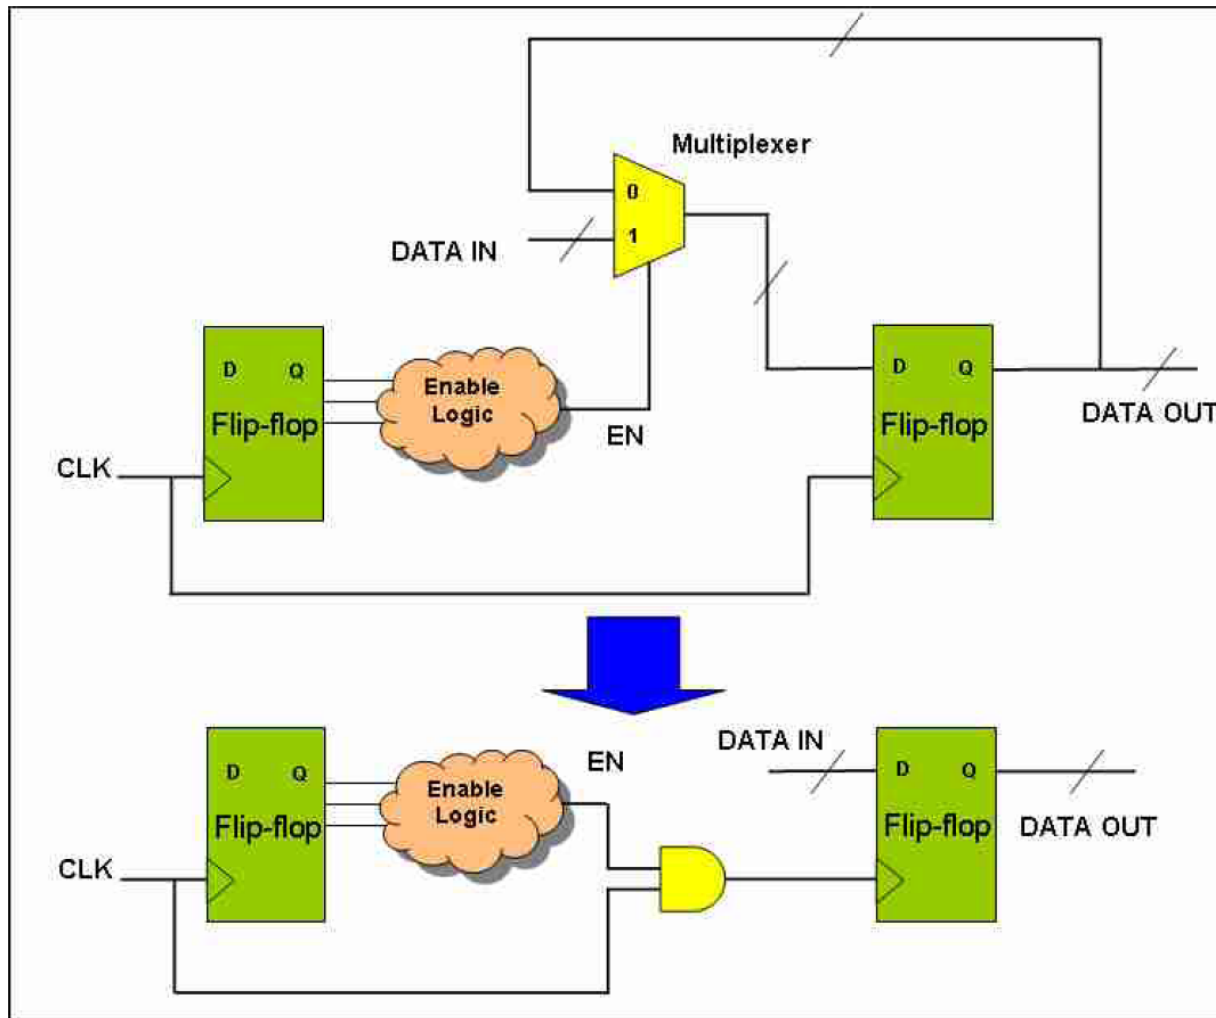 Multiplexer
0
1
DATA IN
D Q
Flip-flop
Enable
Logic
EN
CLK
D Q
Flip-flop
DATA OUT
D Q
Flip-flop
Enable
Logic
EN
CLK
DATA IN
D Q
Flip-flop
DATA OUT